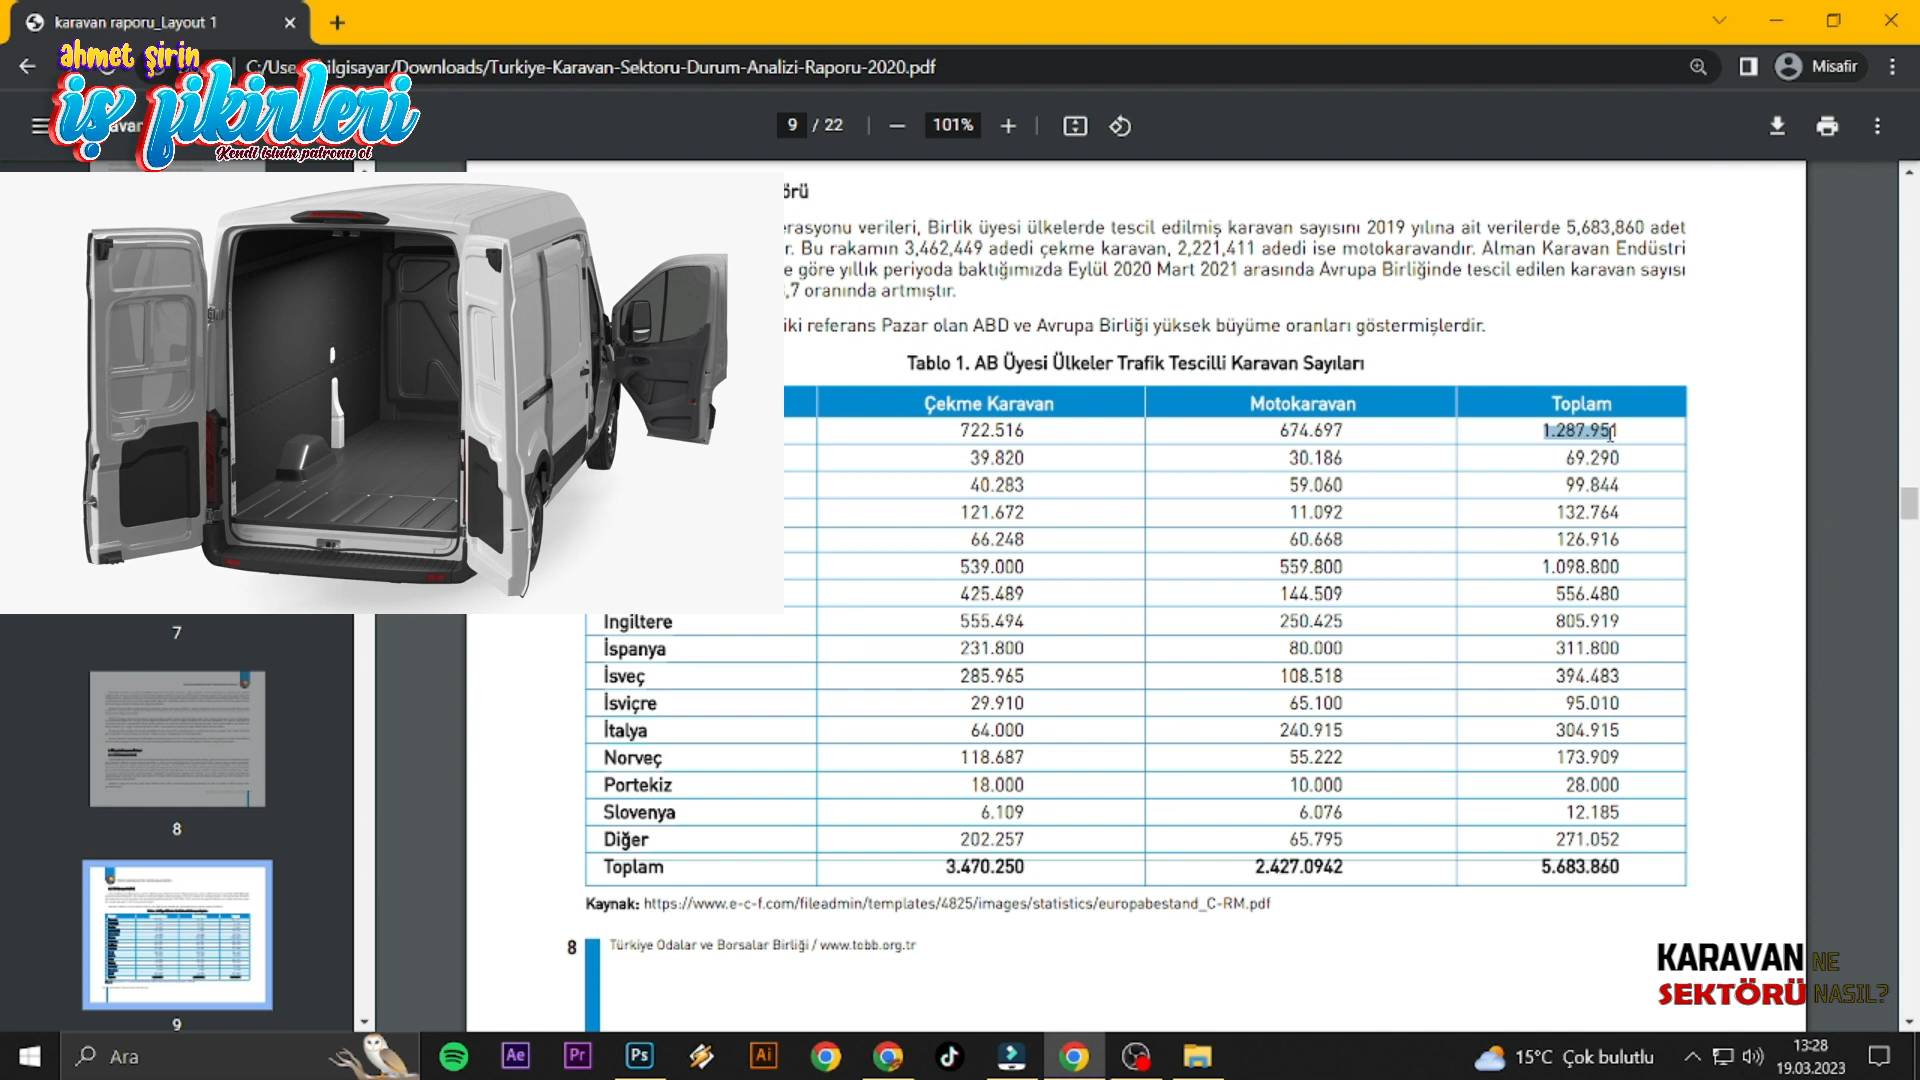 karavan raporu_Layout 1
ahmet şirin
iş fikirleri
Kendi işinin patronu ol
bilgisayar/Downloads/Turkiye-Karavan-Sektoru-Durum-Analizi-Raporu-2020.pdf
Misafir
9 / 22
101%
örü
erasyonu verileri, Birlik üyesi ülkelerde tescil edilmiş karavan sayısını 2019 yılına ait verilerde 5,683,860 adet
r. Bu rakamın 3,462,449 adedi çekme karavan, 2,221,411 adedi ise motokaravandır. Alman Karavan Endüstri
e göre yıllık periyoda baktığımızda Eylül 2020 Mart 2021 arasında Avrupa Birliğinde tescil edilen karavan sayısı
,7 oranında artmıştır.
iki referans Pazar olan ABD ve Avrupa Birliği yüksek büyüme oranları göstermişlerdir.
Tablo 1. AB Üyesi Ülkeler Trafik Tescilli Karavan Sayıları
Çekme Karavan Motokaravan Toplam
722.516 674.697 1.287.951
39.820 30.186 69.290
40.283 59.060 99.844
121.672 11.092 132.764
66.248 60.668 126.916
539.000 559.800 1.098.800
425.489 144.509 556.480
İngiltere 555.494 250.425 805.919
İspanya 231.800 80.000 311.800
İsveç 285.965 108.518 394.483
İsviçre 29.910 65.100 95.010
İtalya 64.000 240.915 304.915
Norveç 118.687 55.222 173.909
Portekiz 18.000 10.000 28.000
Slovenya 6.109 6.076 12.185
Diğer 202.257 65.795 271.052
Toplam 3.470.250 2.427.0942 5.683.860
Kaynak: https://www.e-c-f.com/fileadmin/templates/4825/images/statistics/europabestand_C-RM.pdf
8 Türkiye Odalar ve Borsalar Birliği / www.tobb.org.tr
7
8
9
KARAVAN NE
SEKTÖRÜ NASIL?
Ara
Ae
Pr
Ps
Ai
15°C Çok bulutlu
13:28
19.03.2023